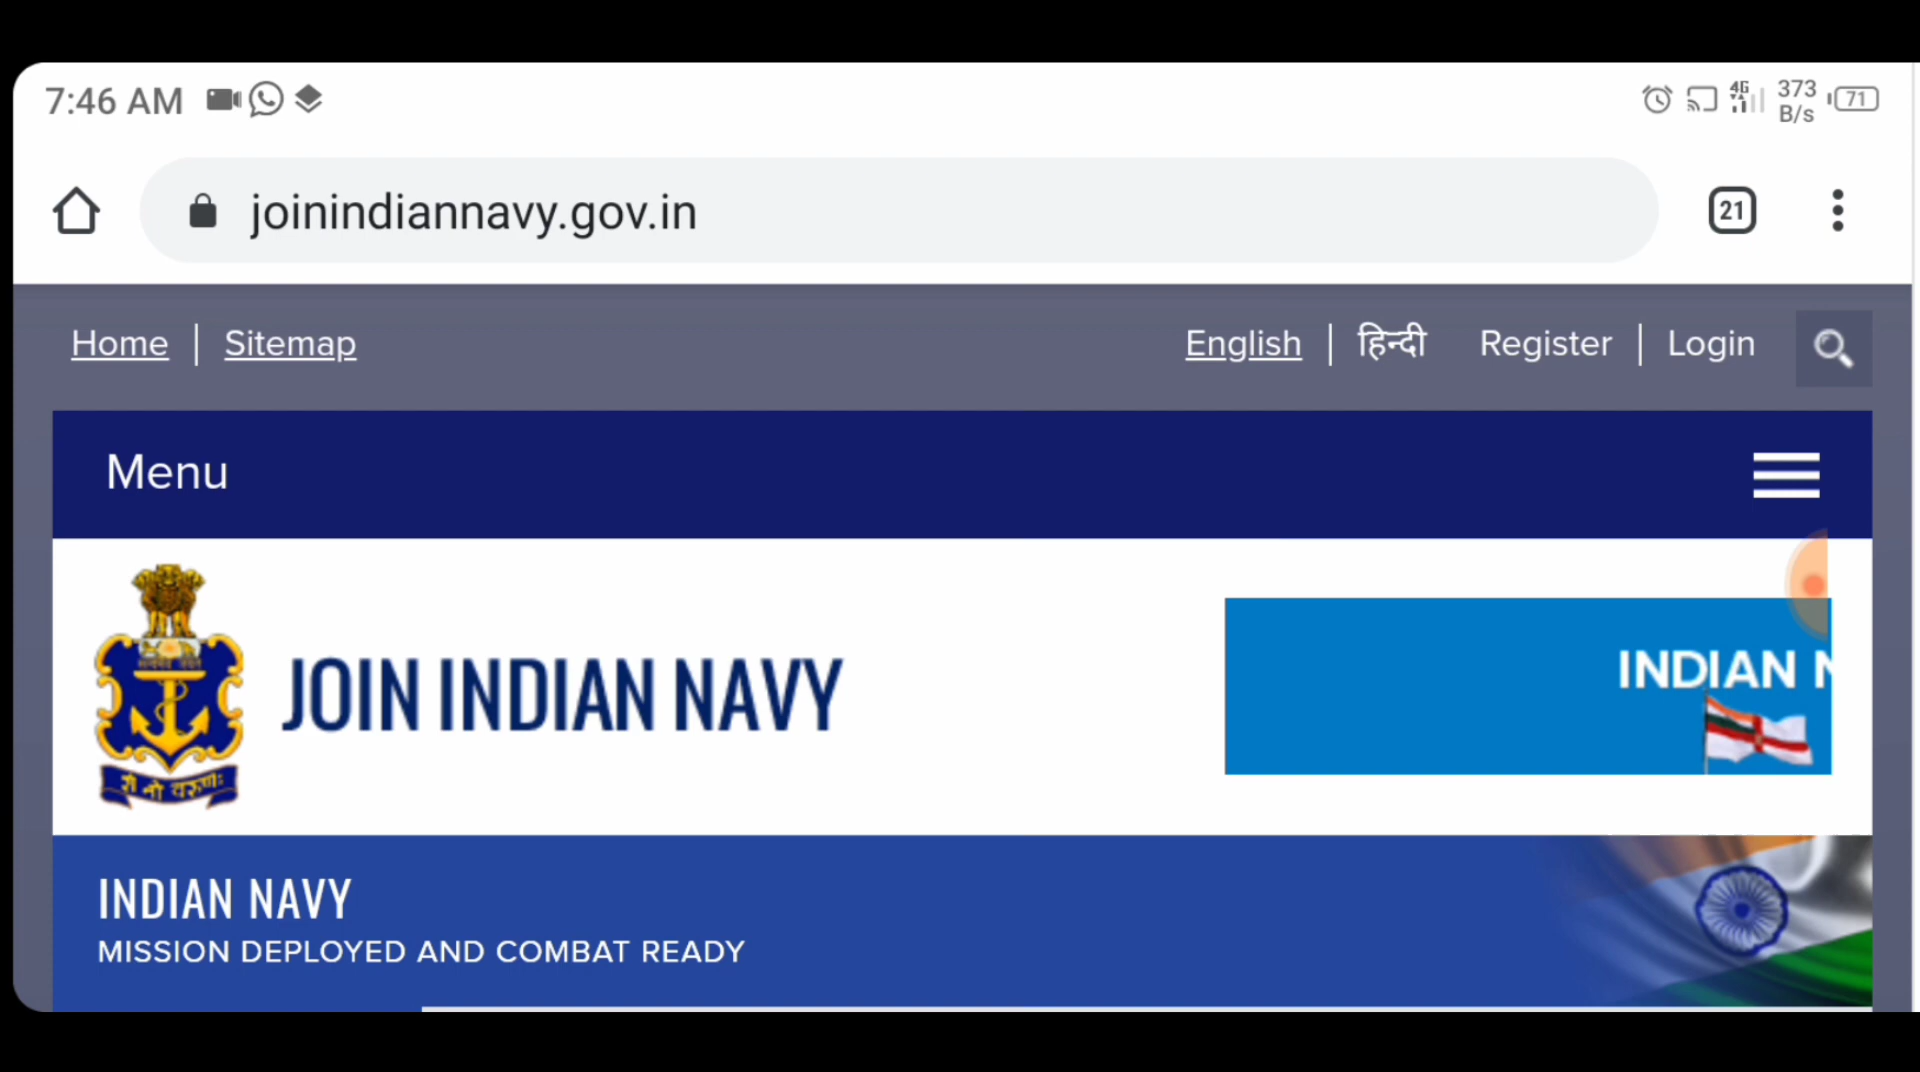 7:46 AM
4G 373 B/s 71
joinindiannavy.gov.in
21
Home | Sitemap
English | हिन्दी Register | Login
Menu
JOIN INDIAN NAVY
INDIAN N
INDIAN NAVY
MISSION DEPLOYED AND COMBAT READY